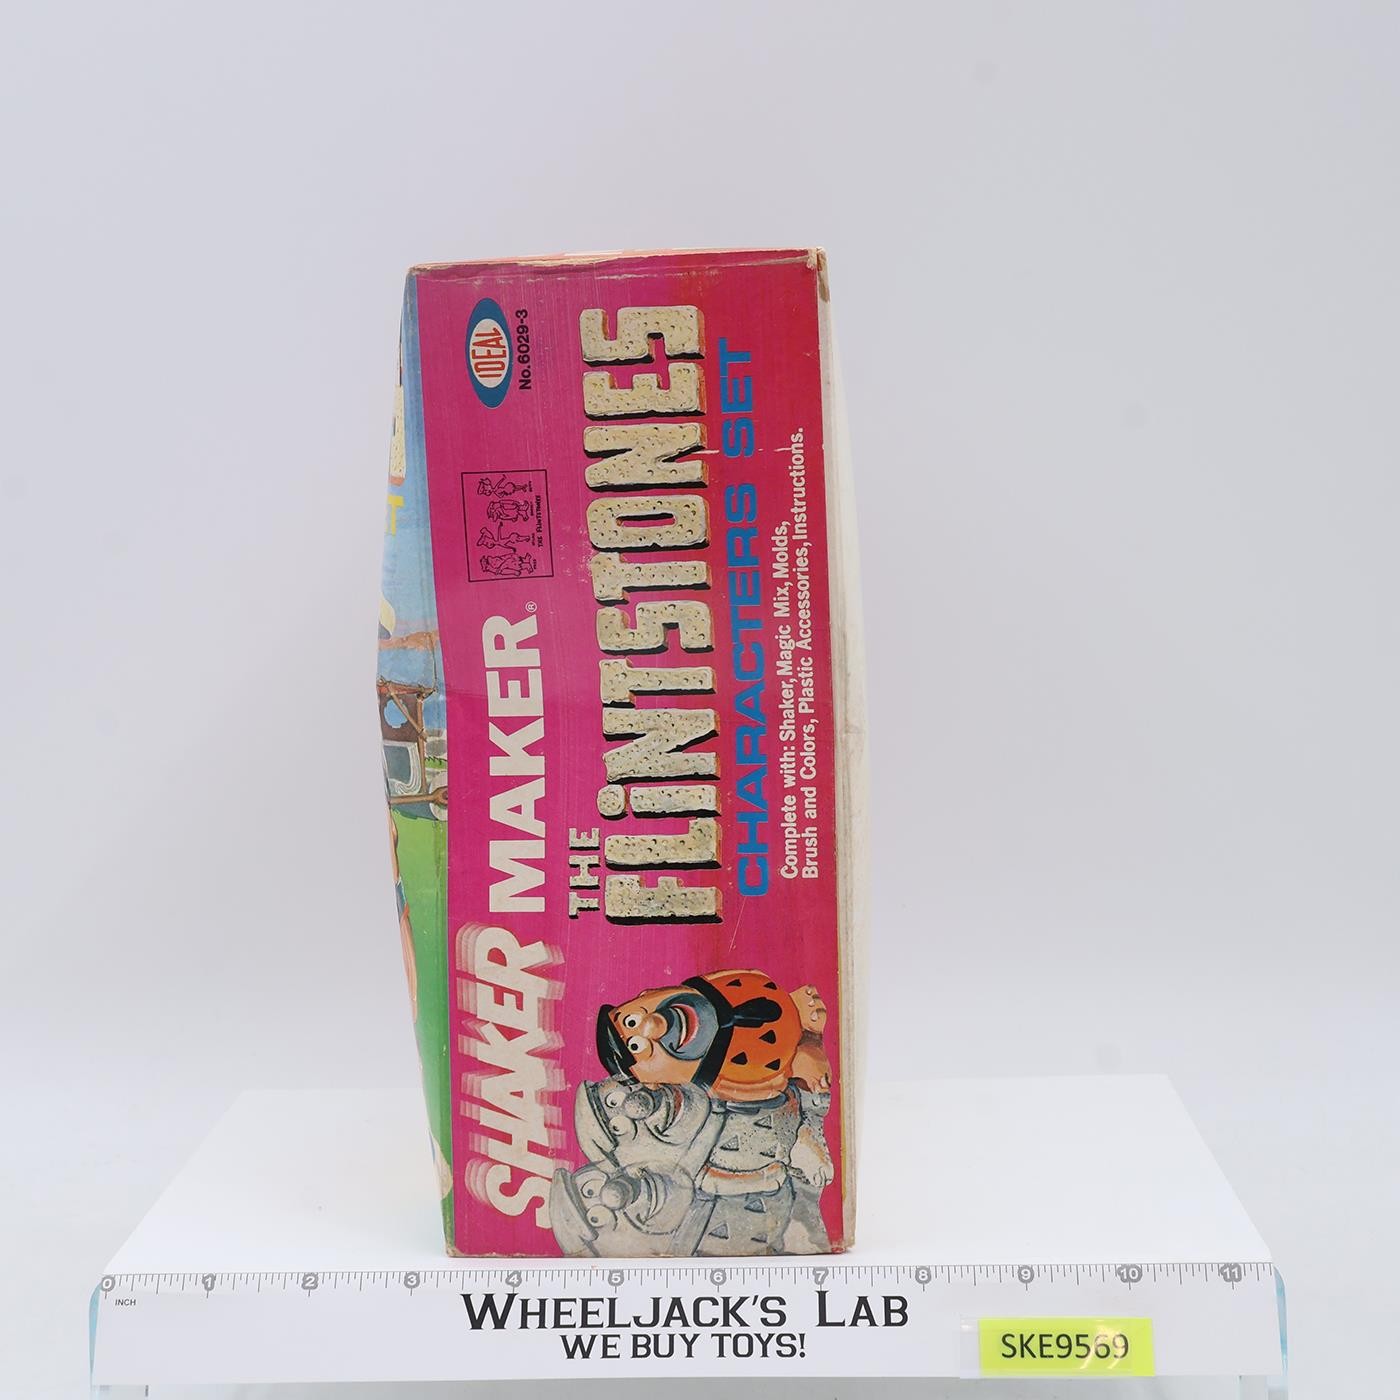 IDEAL
No.6029-3
SHAKER MAKER®
THE FLINTSTONES
THE
FLiNTSTONES
CHARACTERS SET
Complete with: Shaker, Magic Mix, Molds,
Brush and Colors, Plastic Accessories, Instructions.
0 1 2 3 4 5 6 7 8 9 10 11
INCH
WHEELJACK'S LAB
WE BUY TOYS!
SKE9569